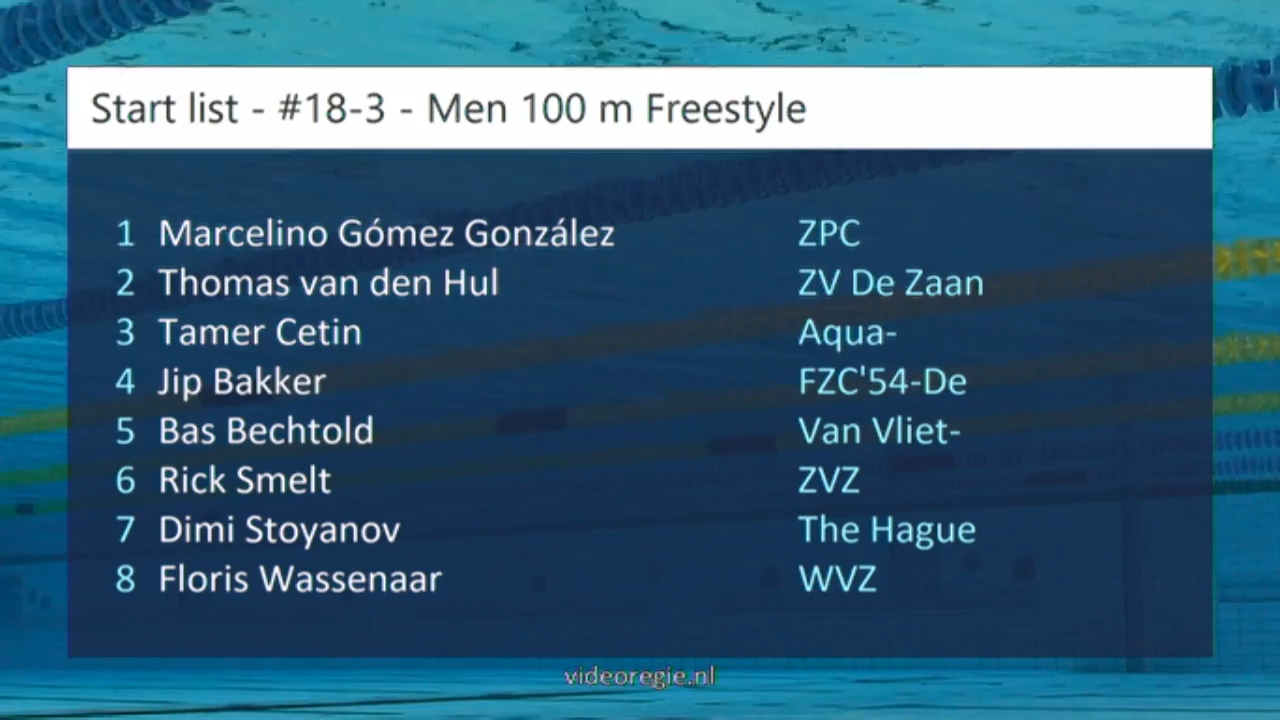 Start list - #18-3 - Men 100 m Freestyle
1 Marcelino Gómez González ZPC
2 Thomas van den Hul ZV De Zaan
3 Tamer Cetin Aqua-
4 Jip Bakker FZC'54-De
5 Bas Bechtold Van Vliet-
6 Rick Smelt ZVZ
7 Dimi Stoyanov The Hague
8 Floris Wassenaar WVZ
videoregie.nl